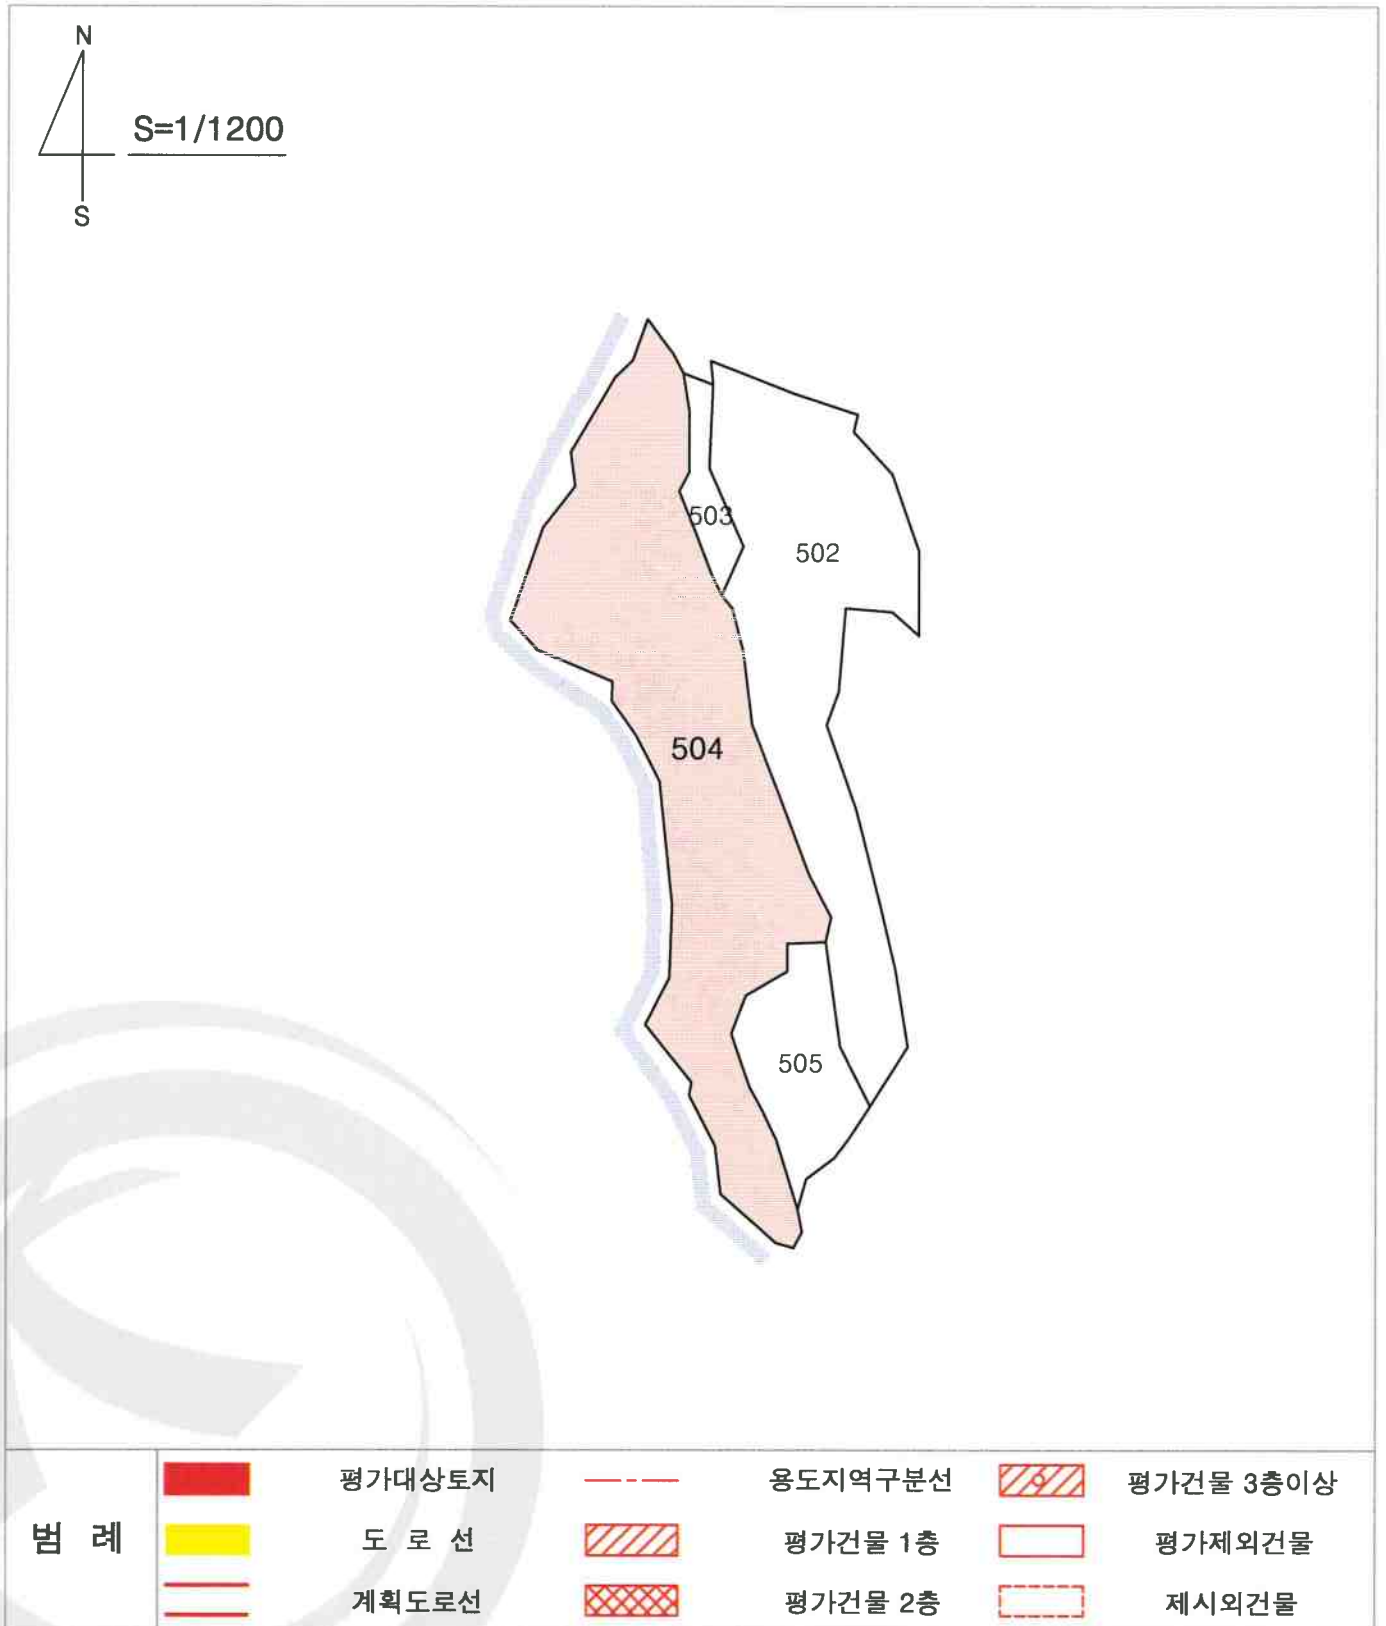 N
S=1/1200
S
503
502
504
505
범 례
평가대상토지
용도지역구분선
평가건물 3층이상
도 로 선
평가건물 1층
평가제외건물
계획도로선
평가건물 2층
제시외건물